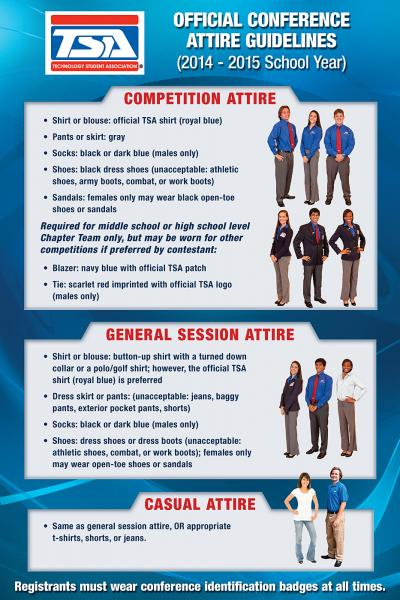 TSA
TECHNOLOGY STUDENT ASSOCIATION
OFFICIAL CONFERENCE
ATTIRE GUIDELINES
(2014 - 2015 School Year)
COMPETITION ATTIRE
• Shirt or blouse: official TSA shirt (royal blue)
• Pants or skirt: gray
• Socks: black or dark blue (males only)
• Shoes: black dress shoes (unacceptable: athletic
shoes, army boots, combat, or work boots)
• Sandals: females only may wear black open-toe
shoes or sandals
Required for middle school or high school level
Chapter Team only, but may be worn for other
competitions if preferred by contestant:
• Blazer: navy blue with official TSA patch
• Tie: scarlet red imprinted with official TSA logo
(males only)
GENERAL SESSION ATTIRE
• Shirt or blouse: button-up shirt with a turned down
collar or a polo/golf shirt; however, the official TSA
shirt (royal blue) is preferred
• Dress skirt or pants: (unacceptable: jeans, baggy
pants, exterior pocket pants, shorts)
• Socks: black or dark blue (males only)
• Shoes: dress shoes or dress boots (unacceptable:
athletic shoes, combat, or work boots); females only
may wear open-toe shoes or sandals
CASUAL ATTIRE
• Same as general session attire, OR appropriate
t-shirts, shorts, or jeans.
Registrants must wear conference identification badges at all times.